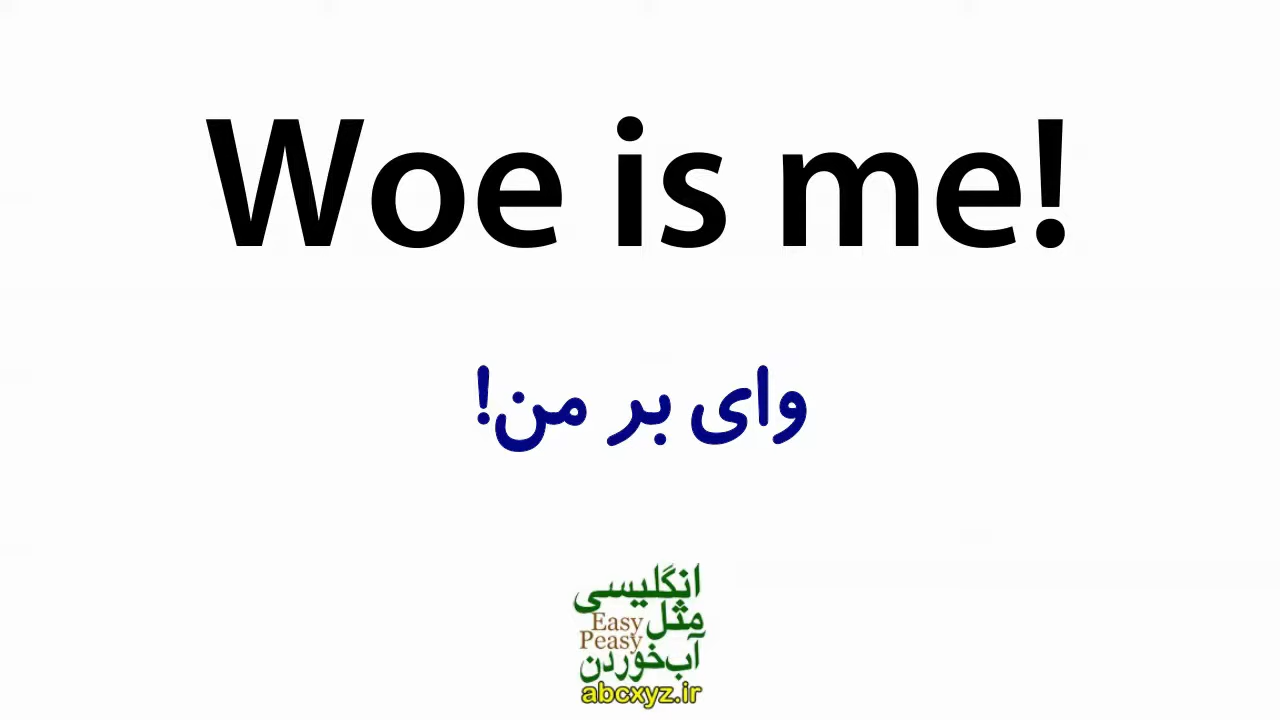 Woe is me!
وای بر من!
انگلیسی
مثل Easy
Peasy
آب‌خوردن
abcxyz.ir